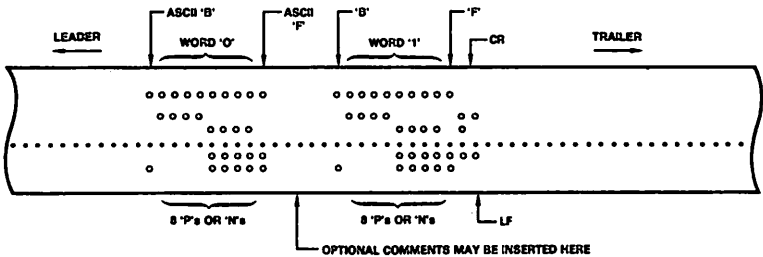 ASCII 'B'
ASCII 'F'
'B'
'F'
LEADER
WORD '0'
WORD '1'
CR
TRAILER
8 'P's OR 'N's
8 'P's OR 'N's
LF
OPTIONAL COMMENTS MAY BE INSERTED HERE